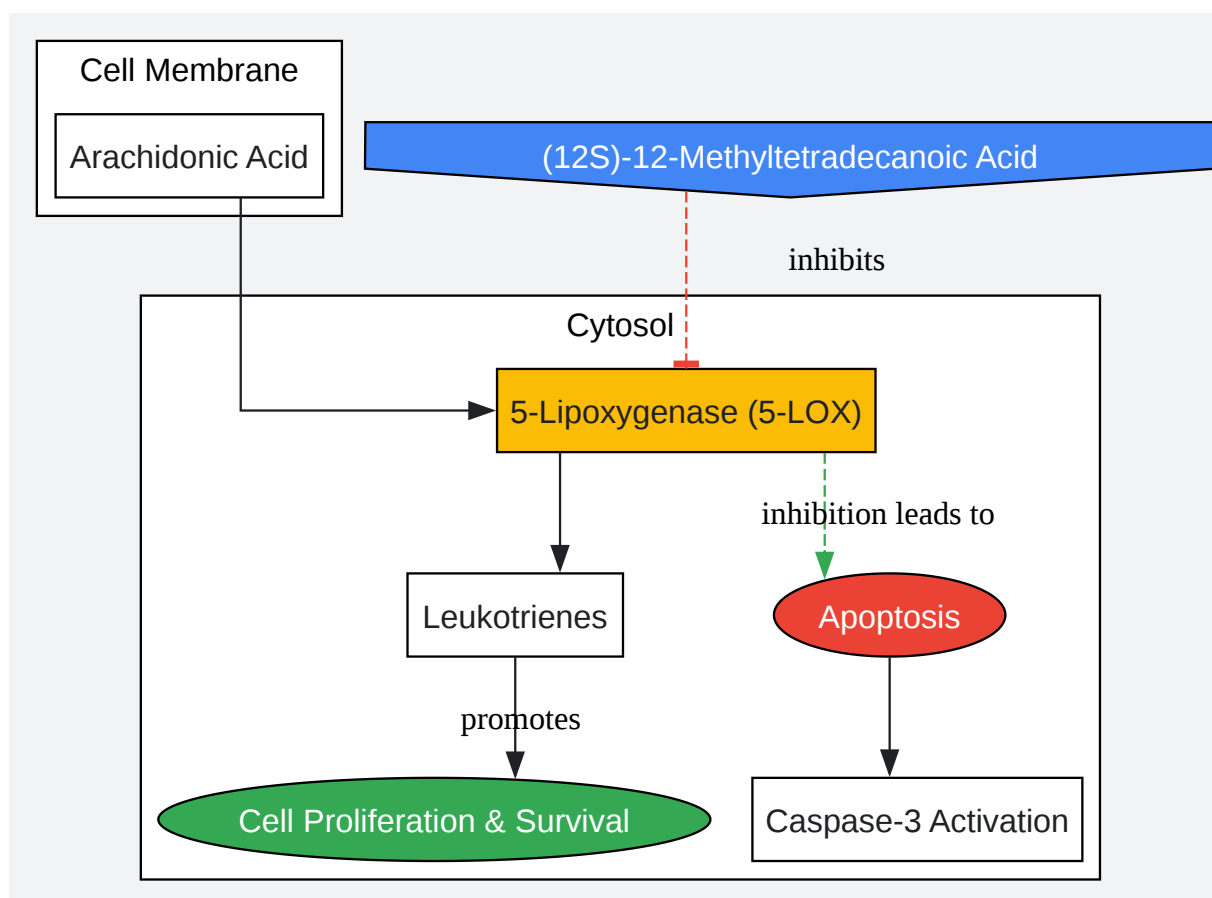 Cell Membrane
Arachidonic Acid
(12S)-12-Methyltetradecanoic Acid
inhibits
Cytosol
5-Lipoxygenase (5-LOX)
inhibition leads to
Leukotrienes
Apoptosis
promotes
Cell Proliferation & Survival
Caspase-3 Activation